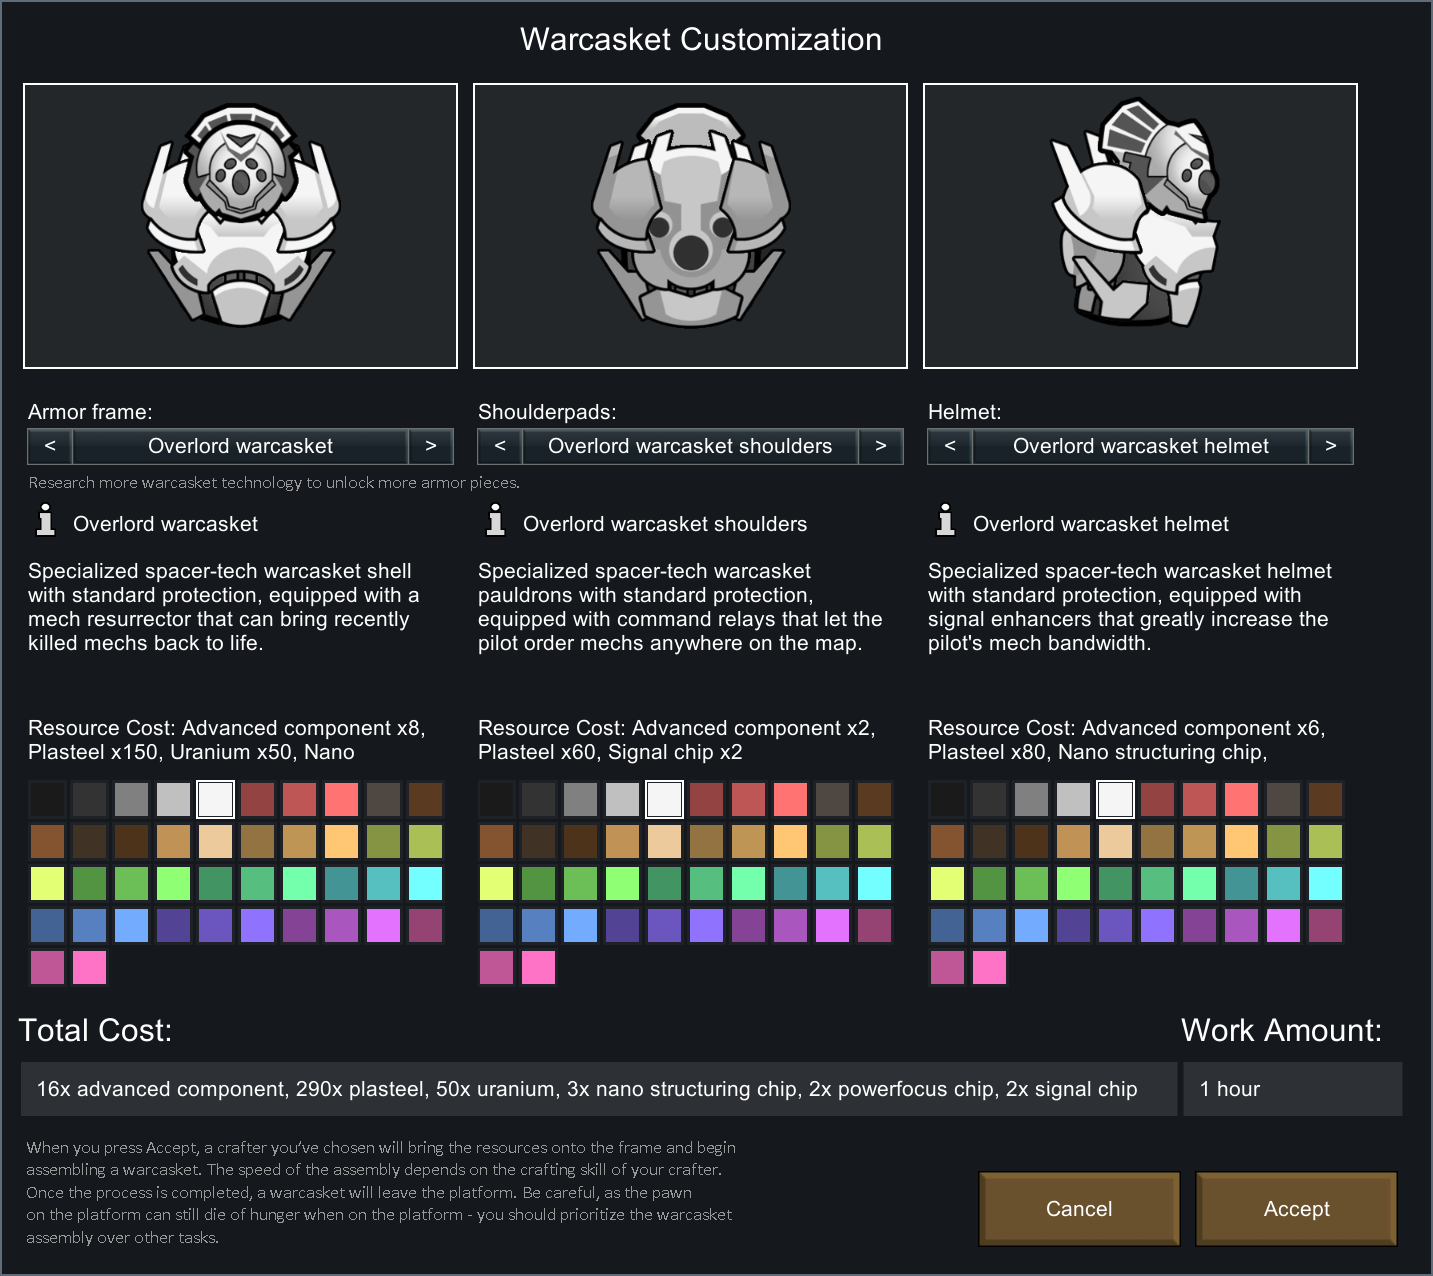 Warcasket Customization
Armor frame:
< Overlord warcasket >
Research more warcasket technology to unlock more armor pieces.
Overlord warcasket
Specialized spacer-tech warcasket shell
with standard protection, equipped with a
mech resurrector that can bring recently
killed mechs back to life.
Resource Cost: Advanced component x8,
Plasteel x150, Uranium x50, Nano
Shoulderpads:
< Overlord warcasket shoulders >
Overlord warcasket shoulders
Specialized spacer-tech warcasket
pauldrons with standard protection,
equipped with command relays that let the
pilot order mechs anywhere on the map.
Resource Cost: Advanced component x2,
Plasteel x60, Signal chip x2
Helmet:
< Overlord warcasket helmet >
Overlord warcasket helmet
Specialized spacer-tech warcasket helmet
with standard protection, equipped with
signal enhancers that greatly increase the
pilot's mech bandwidth.
Resource Cost: Advanced component x6,
Plasteel x80, Nano structuring chip,
Total Cost:
16x advanced component, 290x plasteel, 50x uranium, 3x nano structuring chip, 2x powerfocus chip, 2x signal chip
Work Amount:
1 hour
When you press Accept, a crafter you've chosen will bring the resources onto the frame and begin
assembling a warcasket. The speed of the assembly depends on the crafting skill of your crafter.
Once the process is completed, a warcasket will leave the platform. Be careful, as the pawn
on the platform can still die of hunger when on the platform - you should prioritize the warcasket
assembly over other tasks.
Cancel
Accept